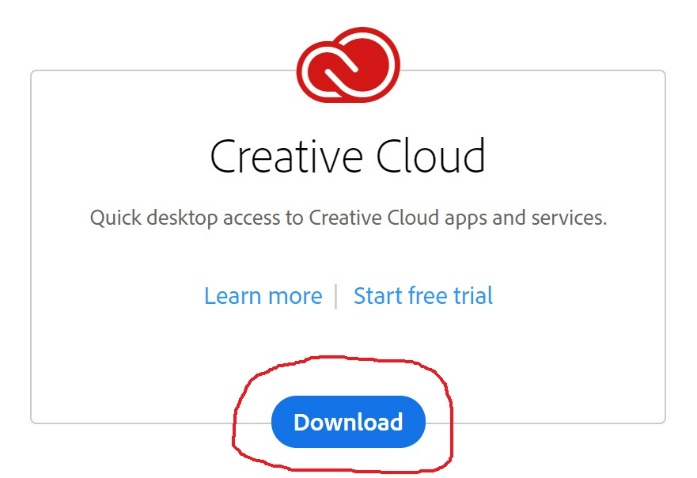 Creative Cloud
Quick desktop access to Creative Cloud apps and services.
Learn more | Start free trial
Download